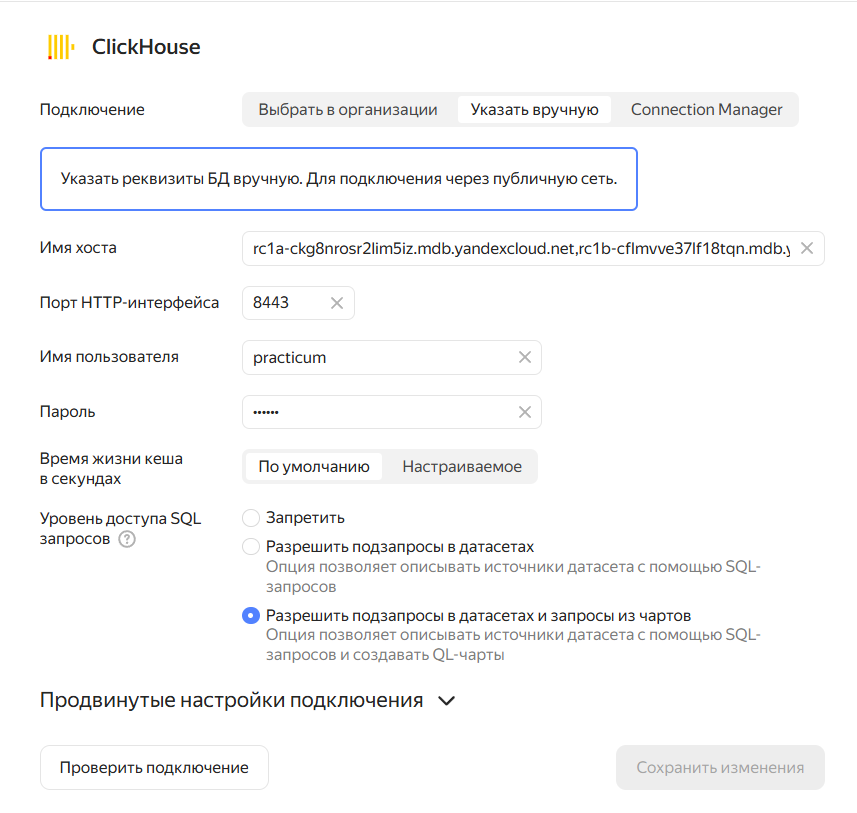 ClickHouse
Подключение
Выбрать в организации Указать вручную Connection Manager
Указать реквизиты БД вручную. Для подключения через публичную сеть.
Имя хоста
rc1a-ckg8nrosr2lim5iz.mdb.yandexcloud.net,rc1b-cflmvve37lf18tqn.mdb.y
Порт HTTP-интерфейса
8443
Имя пользователя
practicum
Пароль
••••••
Время жизни кеша
в секундах
По умолчанию Настраиваемое
Уровень доступа SQL
запросов ?
Запретить
Разрешить подзапросы в датасетах
Опция позволяет описывать источники датасета с помощью SQL-
запросов
Разрешить подзапросы в датасетах и запросы из чартов
Опция позволяет описывать источники датасета с помощью SQL-
запросов и создавать QL-чарты
Продвинутые настройки подключения
Проверить подключение Сохранить изменения